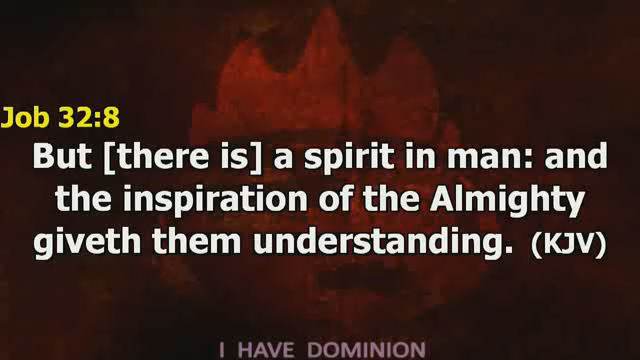 Job 32:8
But [there is] a spirit in man: and
the inspiration of the Almighty
giveth them understanding. (KJV)
I HAVE DOMINION